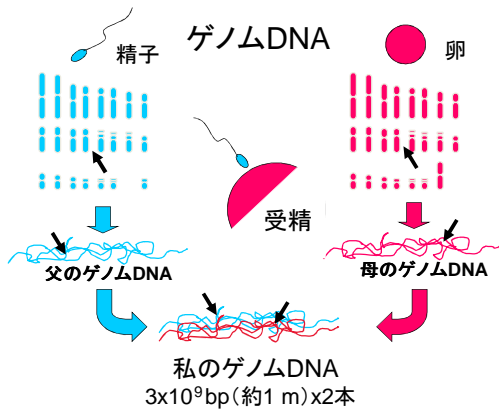 ゲノムDNA
精子
卵
受精
父のゲノムDNA
母のゲノムDNA
私のゲノムDNA
3x10⁹bp(約1 m)x2本